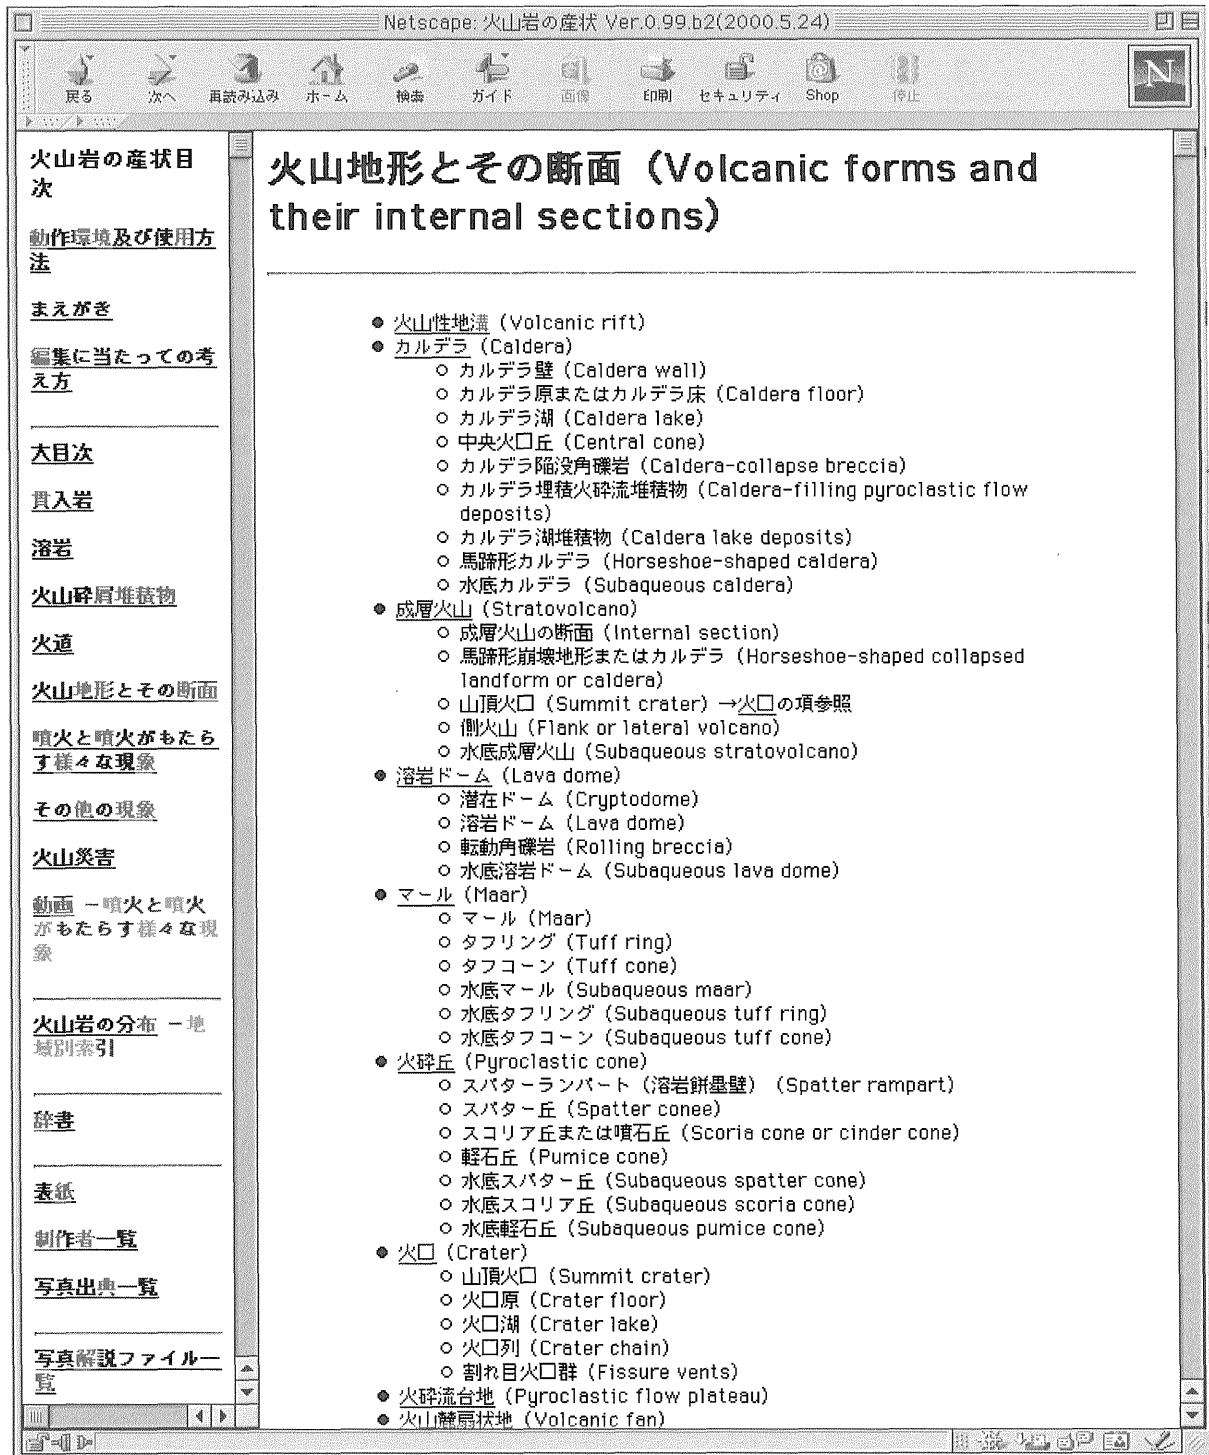 Netscape: 火山岩の産状 Ver.0.99.b2(2000.5.24)
戻る 次へ 再読み込み ホーム 検索 ガイド 画像 印刷 セキュリティ Shop 停止
N
火山岩の産状目
次
動作環境及び使用方
法
まえがき
編集に当たっての考
え方
大目次
貫入岩
溶岩
火山砕屑堆積物
火道
火山地形とその断面
噴火と噴火がもたら
す様々な現象
その他の現象
火山災害
動画 －噴火と噴火
がもたらす様々な現
象
火山岩の分布 －地
域別索引
辞書
表紙
制作者一覧
写真出典一覧
写真解説ファイル一
覧
火山地形とその断面（Volcanic forms and
their internal sections）
● 火山性地溝（Volcanic rift）
● カルデラ（Caldera）
○ カルデラ壁（Caldera wall）
○ カルデラ原またはカルデラ床（Caldera floor）
○ カルデラ湖（Caldera lake）
○ 中央火口丘（Central cone）
○ カルデラ陥没角礫岩（Caldera-collapse breccia）
○ カルデラ埋積火砕流堆積物（Caldera-filling pyroclastic flow
deposits）
○ カルデラ湖堆積物（Caldera lake deposits）
○ 馬蹄形カルデラ（Horseshoe-shaped caldera）
○ 水底カルデラ（Subaqueous caldera）
● 成層火山（Stratovolcano）
○ 成層火山の断面（Internal section）
○ 馬蹄形崩壊地形またはカルデラ（Horseshoe-shaped collapsed
landform or caldera）
○ 山頂火口（Summit crater）→火口の項参照
○ 側火山（Flank or lateral volcano）
○ 水底成層火山（Subaqueous stratovolcano）
● 溶岩ドーム（Lava dome）
○ 潜在ドーム（Cryptodome）
○ 溶岩ドーム（Lava dome）
○ 転動角礫岩（Rolling breccia）
○ 水底溶岩ドーム（Subaqueous lava dome）
● マール（Maar）
○ マール（Maar）
○ タフリング（Tuff ring）
○ タフコーン（Tuff cone）
○ 水底マール（Subaqueous maar）
○ 水底タフリング（Subaqueous tuff ring）
○ 水底タフコーン（Subaqueous tuff cone）
● 火砕丘（Pyroclastic cone）
○ スパターランパート（溶岩餅塁壁）（Spatter rampart）
○ スパター丘（Spatter conee）
○ スコリア丘または噴石丘（Scoria cone or cinder cone）
○ 軽石丘（Pumice cone）
○ 水底スパター丘（Subaqueous spatter cone）
○ 水底スコリア丘（Subaqueous scoria cone）
○ 水底軽石丘（Subaqueous pumice cone）
● 火口（Crater）
○ 山頂火口（Summit crater）
○ 火口原（Crater floor）
○ 火口湖（Crater lake）
○ 火口列（Crater chain）
○ 割れ目火口群（Fissure vents）
● 火砕流台地（Pyroclastic flow plateau）
● 火山麓扇状地（Volcanic fan）